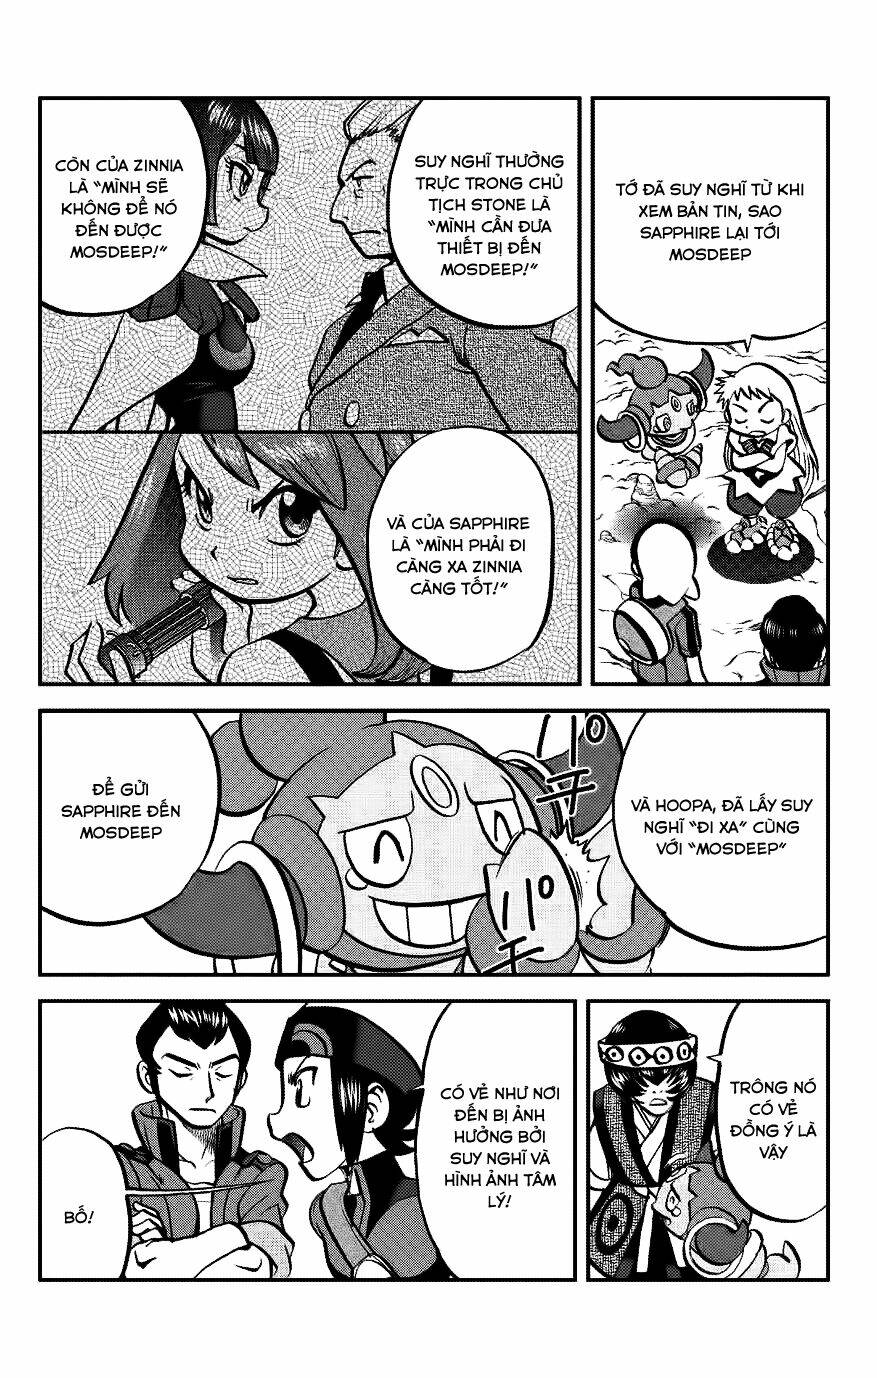 TỚ ĐÃ SUY NGHĨ TỪ KHI
XEM BẢN TIN, SAO
SAPPHIRE LẠI TỚI
MOSDEEP
SUY NGHĨ THƯỜNG
TRỰC TRONG CHỦ
TỊCH STONE LÀ
"MÌNH CẦN ĐƯA
THIẾT BỊ ĐẾN
MOSDEEP!"
CÒN CỦA ZINNIA
LÀ "MÌNH SẼ
KHÔNG ĐỂ NÓ
ĐẾN ĐƯỢC
MOSDEEP!"
VÀ CỦA SAPPHIRE
LÀ "MÌNH PHẢI ĐI
CÀNG XA ZINNIA
CÀNG TỐT!"
VÀ HOOPA, ĐÃ LẤY SUY
NGHĨ "ĐI XA" CÙNG
VỚI "MOSDEEP"
パチ
パチ
ĐỂ GỬI
SAPPHIRE ĐẾN
MOSDEEP
TRÔNG NÓ
CÓ VẺ
ĐỒNG Ý LÀ
VẬY
CÓ VẺ NHƯ NƠI
ĐẾN BỊ ẢNH
HƯỞNG BỞI
SUY NGHĨ VÀ
HÌNH ẢNH TÂM
LÝ!
BỐ!